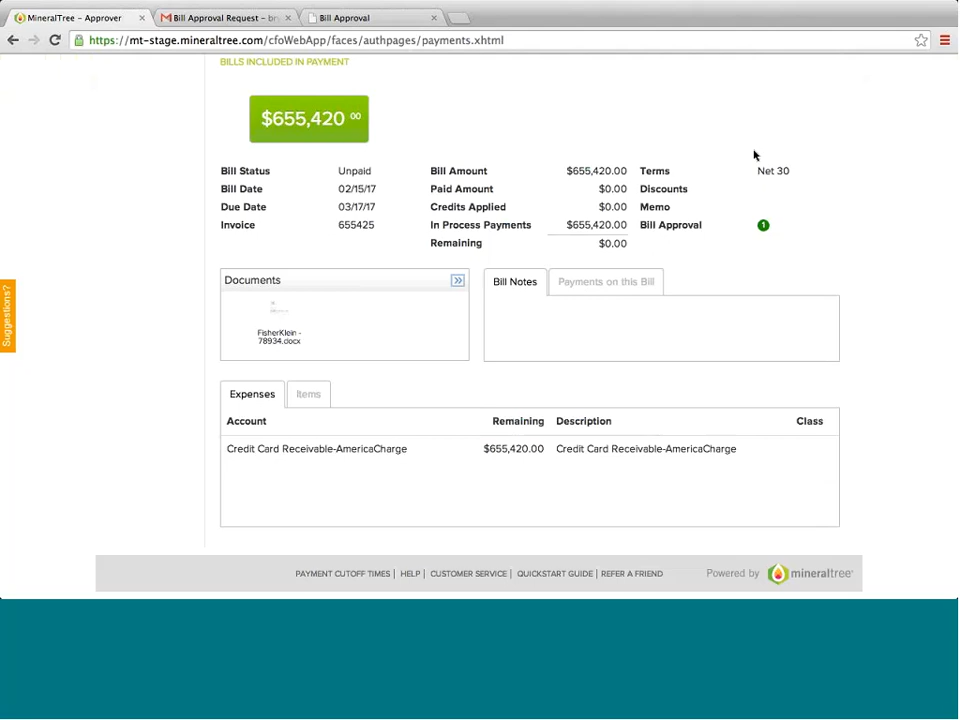 MineralTree - Approver
Bill Approval Request - br
Bill Approval
https://mt-stage.mineraltree.com/cfoWebApp/faces/authpages/payments.xhtml
BILLS INCLUDED IN PAYMENT
$655,420 00
Bill Status Unpaid Bill Amount $655,420.00 Terms Net 30
Bill Date 02/15/17 Paid Amount $0.00 Discounts
Due Date 03/17/17 Credits Applied $0.00 Memo
Invoice 655425 In Process Payments $655,420.00 Bill Approval 1
Remaining $0.00
Suggestions?
Documents
FisherKlein -
78934.docx
Bill Notes Payments on this Bill
Expenses Items
Account Remaining Description Class
Credit Card Receivable-AmericaCharge $655,420.00 Credit Card Receivable-AmericaCharge
PAYMENT CUTOFF TIMES | HELP | CUSTOMER SERVICE | QUICKSTART GUIDE | REFER A FRIEND Powered by mineraltree